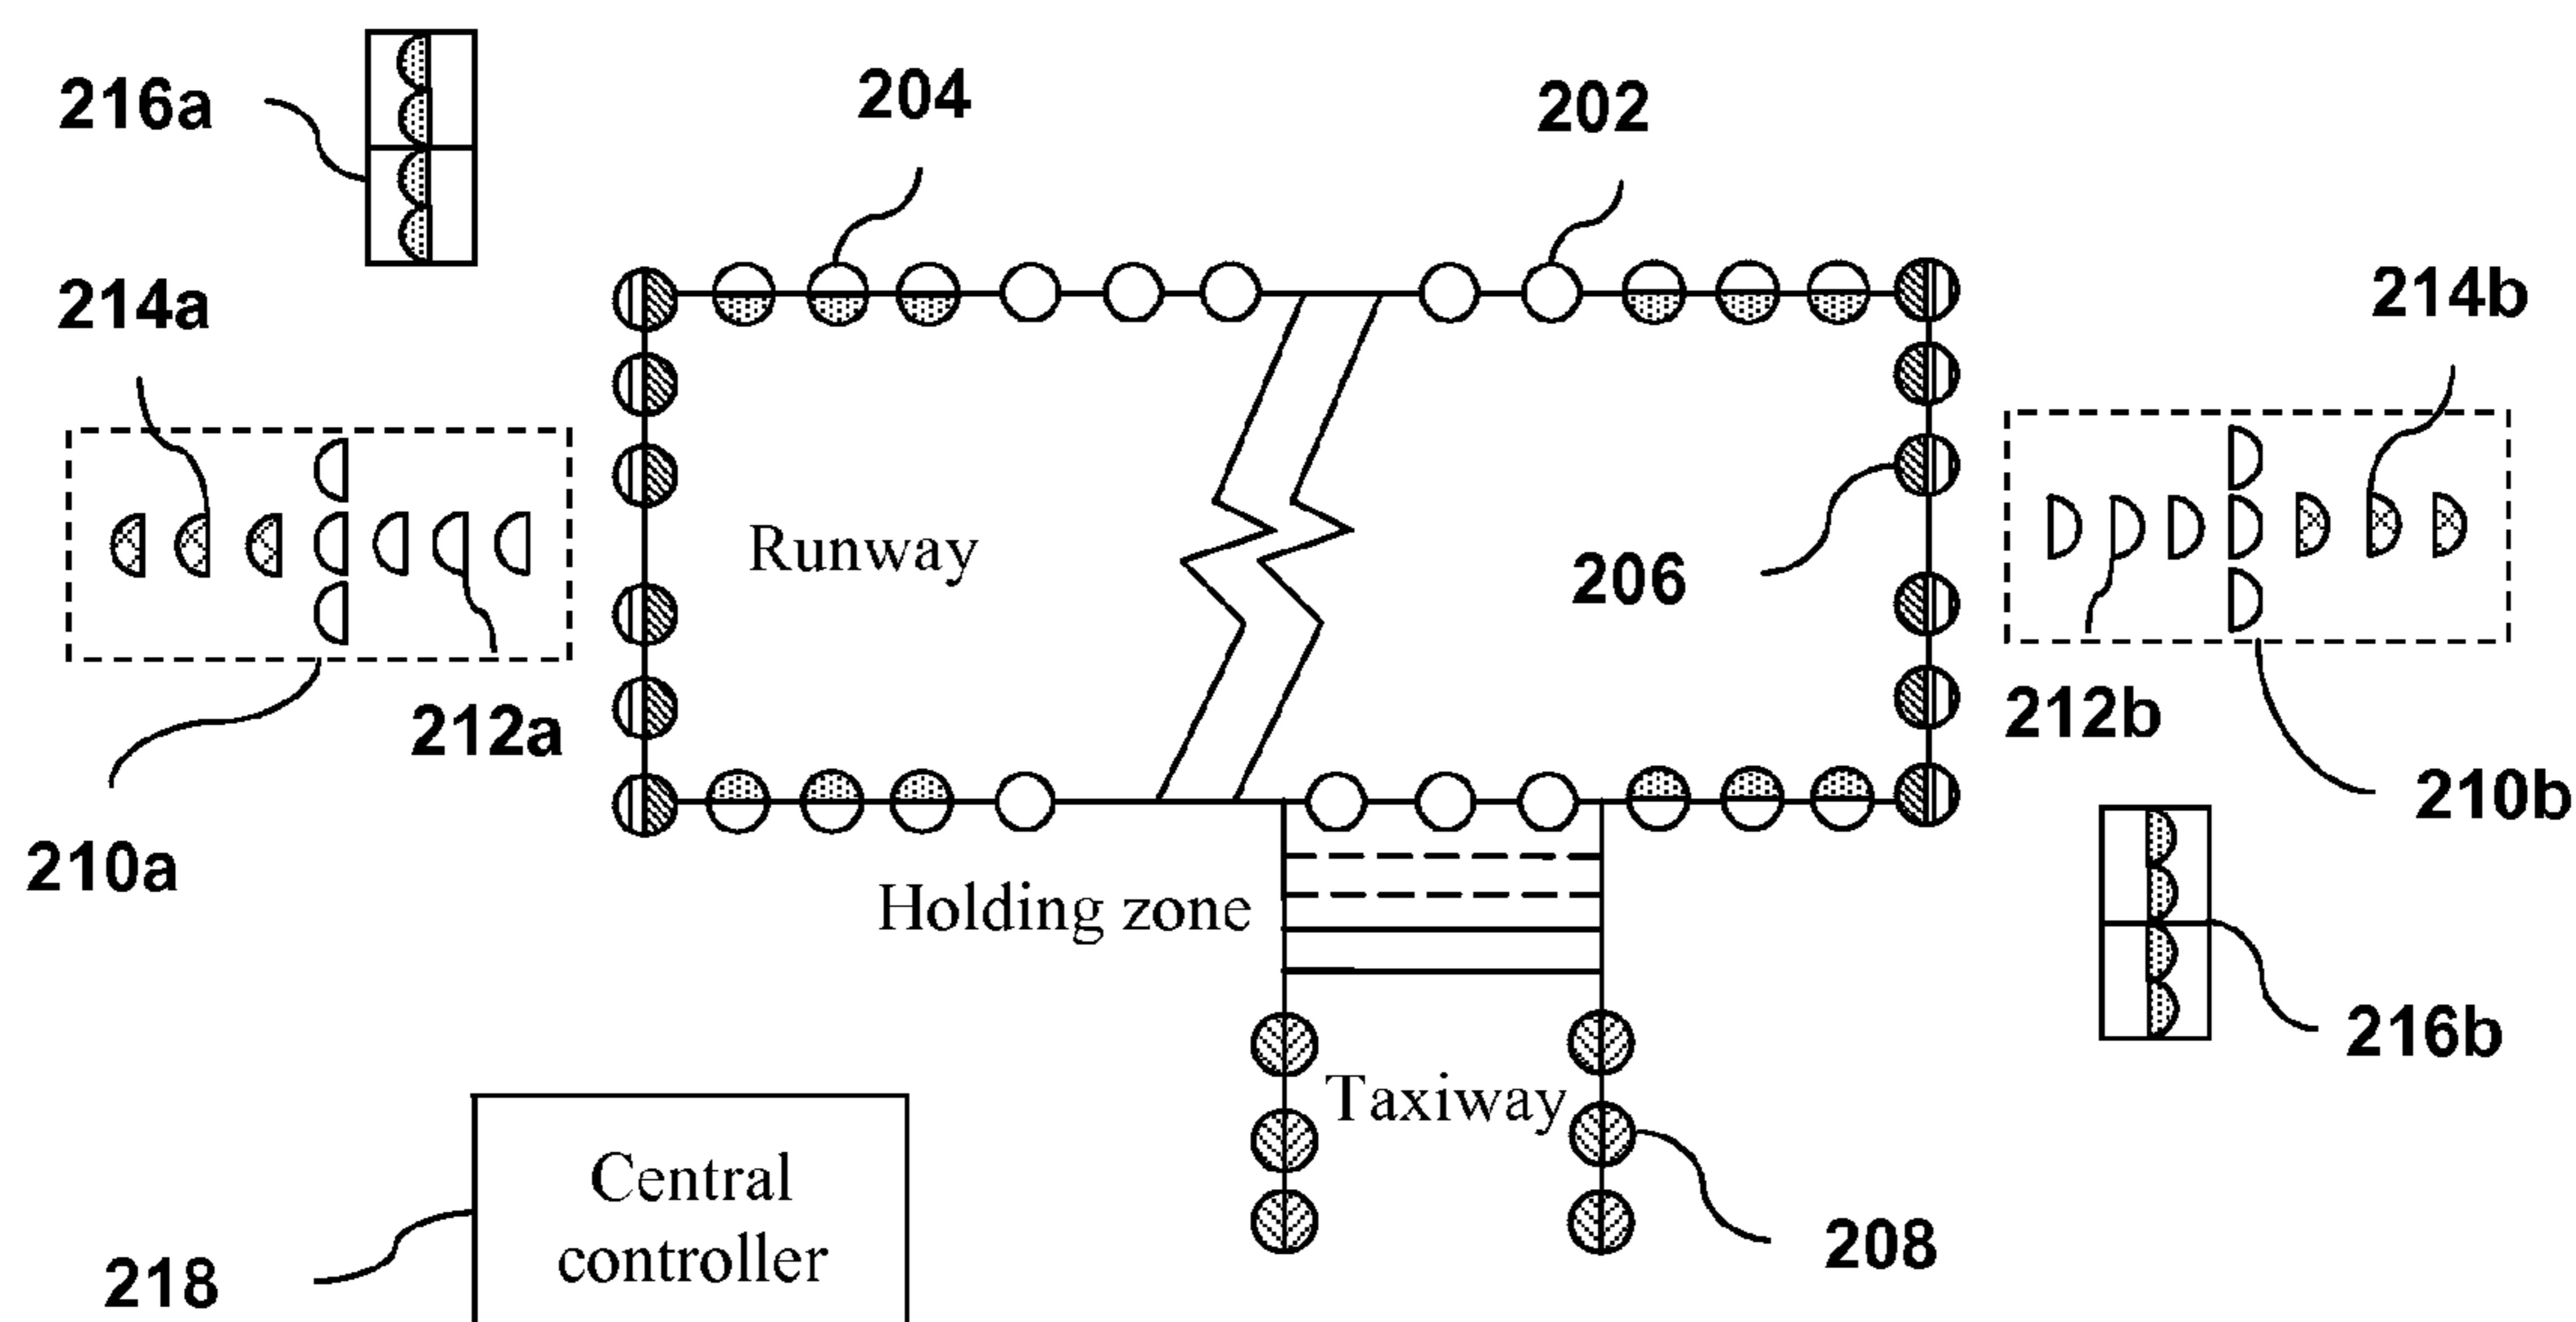 216a
204
202
214a
214b
Runway
206
212a
212b
210a
210b
Holding zone
216b
Taxiway
Central
controller
208
218